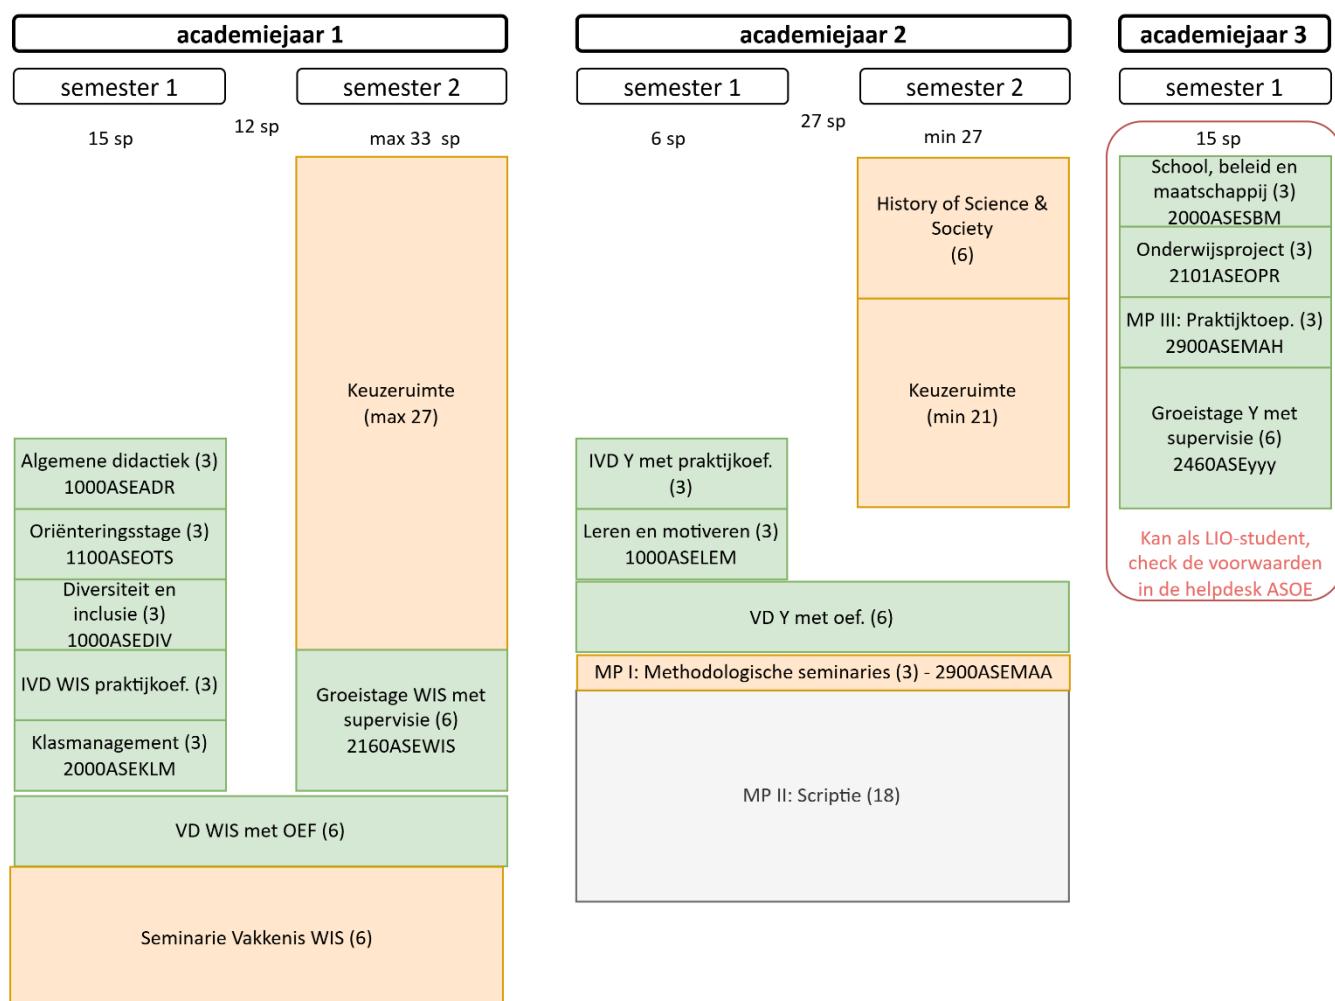 academiejaar 1
semester 1
semester 2
15 sp
12 sp
max 33 sp
Keuzeruimte
(max 27)
Algemene didactiek (3)
1000ASEADR
Oriënteringsstage (3)
1100ASEOTS
Diversiteit en
inclusie (3)
1000ASEDIV
IVD WIS praktijkoef. (3)
Klasmanagement (3)
2000ASEKLM
Groeistage WIS met
supervisie (6)
2160ASEWIS
VD WIS met OEF (6)
Seminarie Vakkenis WIS (6)
academiejaar 2
semester 1
semester 2
6 sp
27 sp
min 27
History of Science &
Society
(6)
Keuzeruimte
(min 21)
IVD Y met praktijkoef.
(3)
Leren en motiveren (3)
1000ASELEM
VD Y met oef. (6)
MP I: Methodologische seminaries (3) - 2900ASEMAA
MP II: Scriptie (18)
academiejaar 3
semester 1
15 sp
School, beleid en
maatschappij (3)
2000ASESBM
Onderwijsproject (3)
2101ASEOPR
MP III: Praktijktoep. (3)
2900ASEMAH
Groeistage Y met
supervisie (6)
2460ASEyyy
Kan als LIO-student,
check de voorwaarden
in de helpdesk ASOE